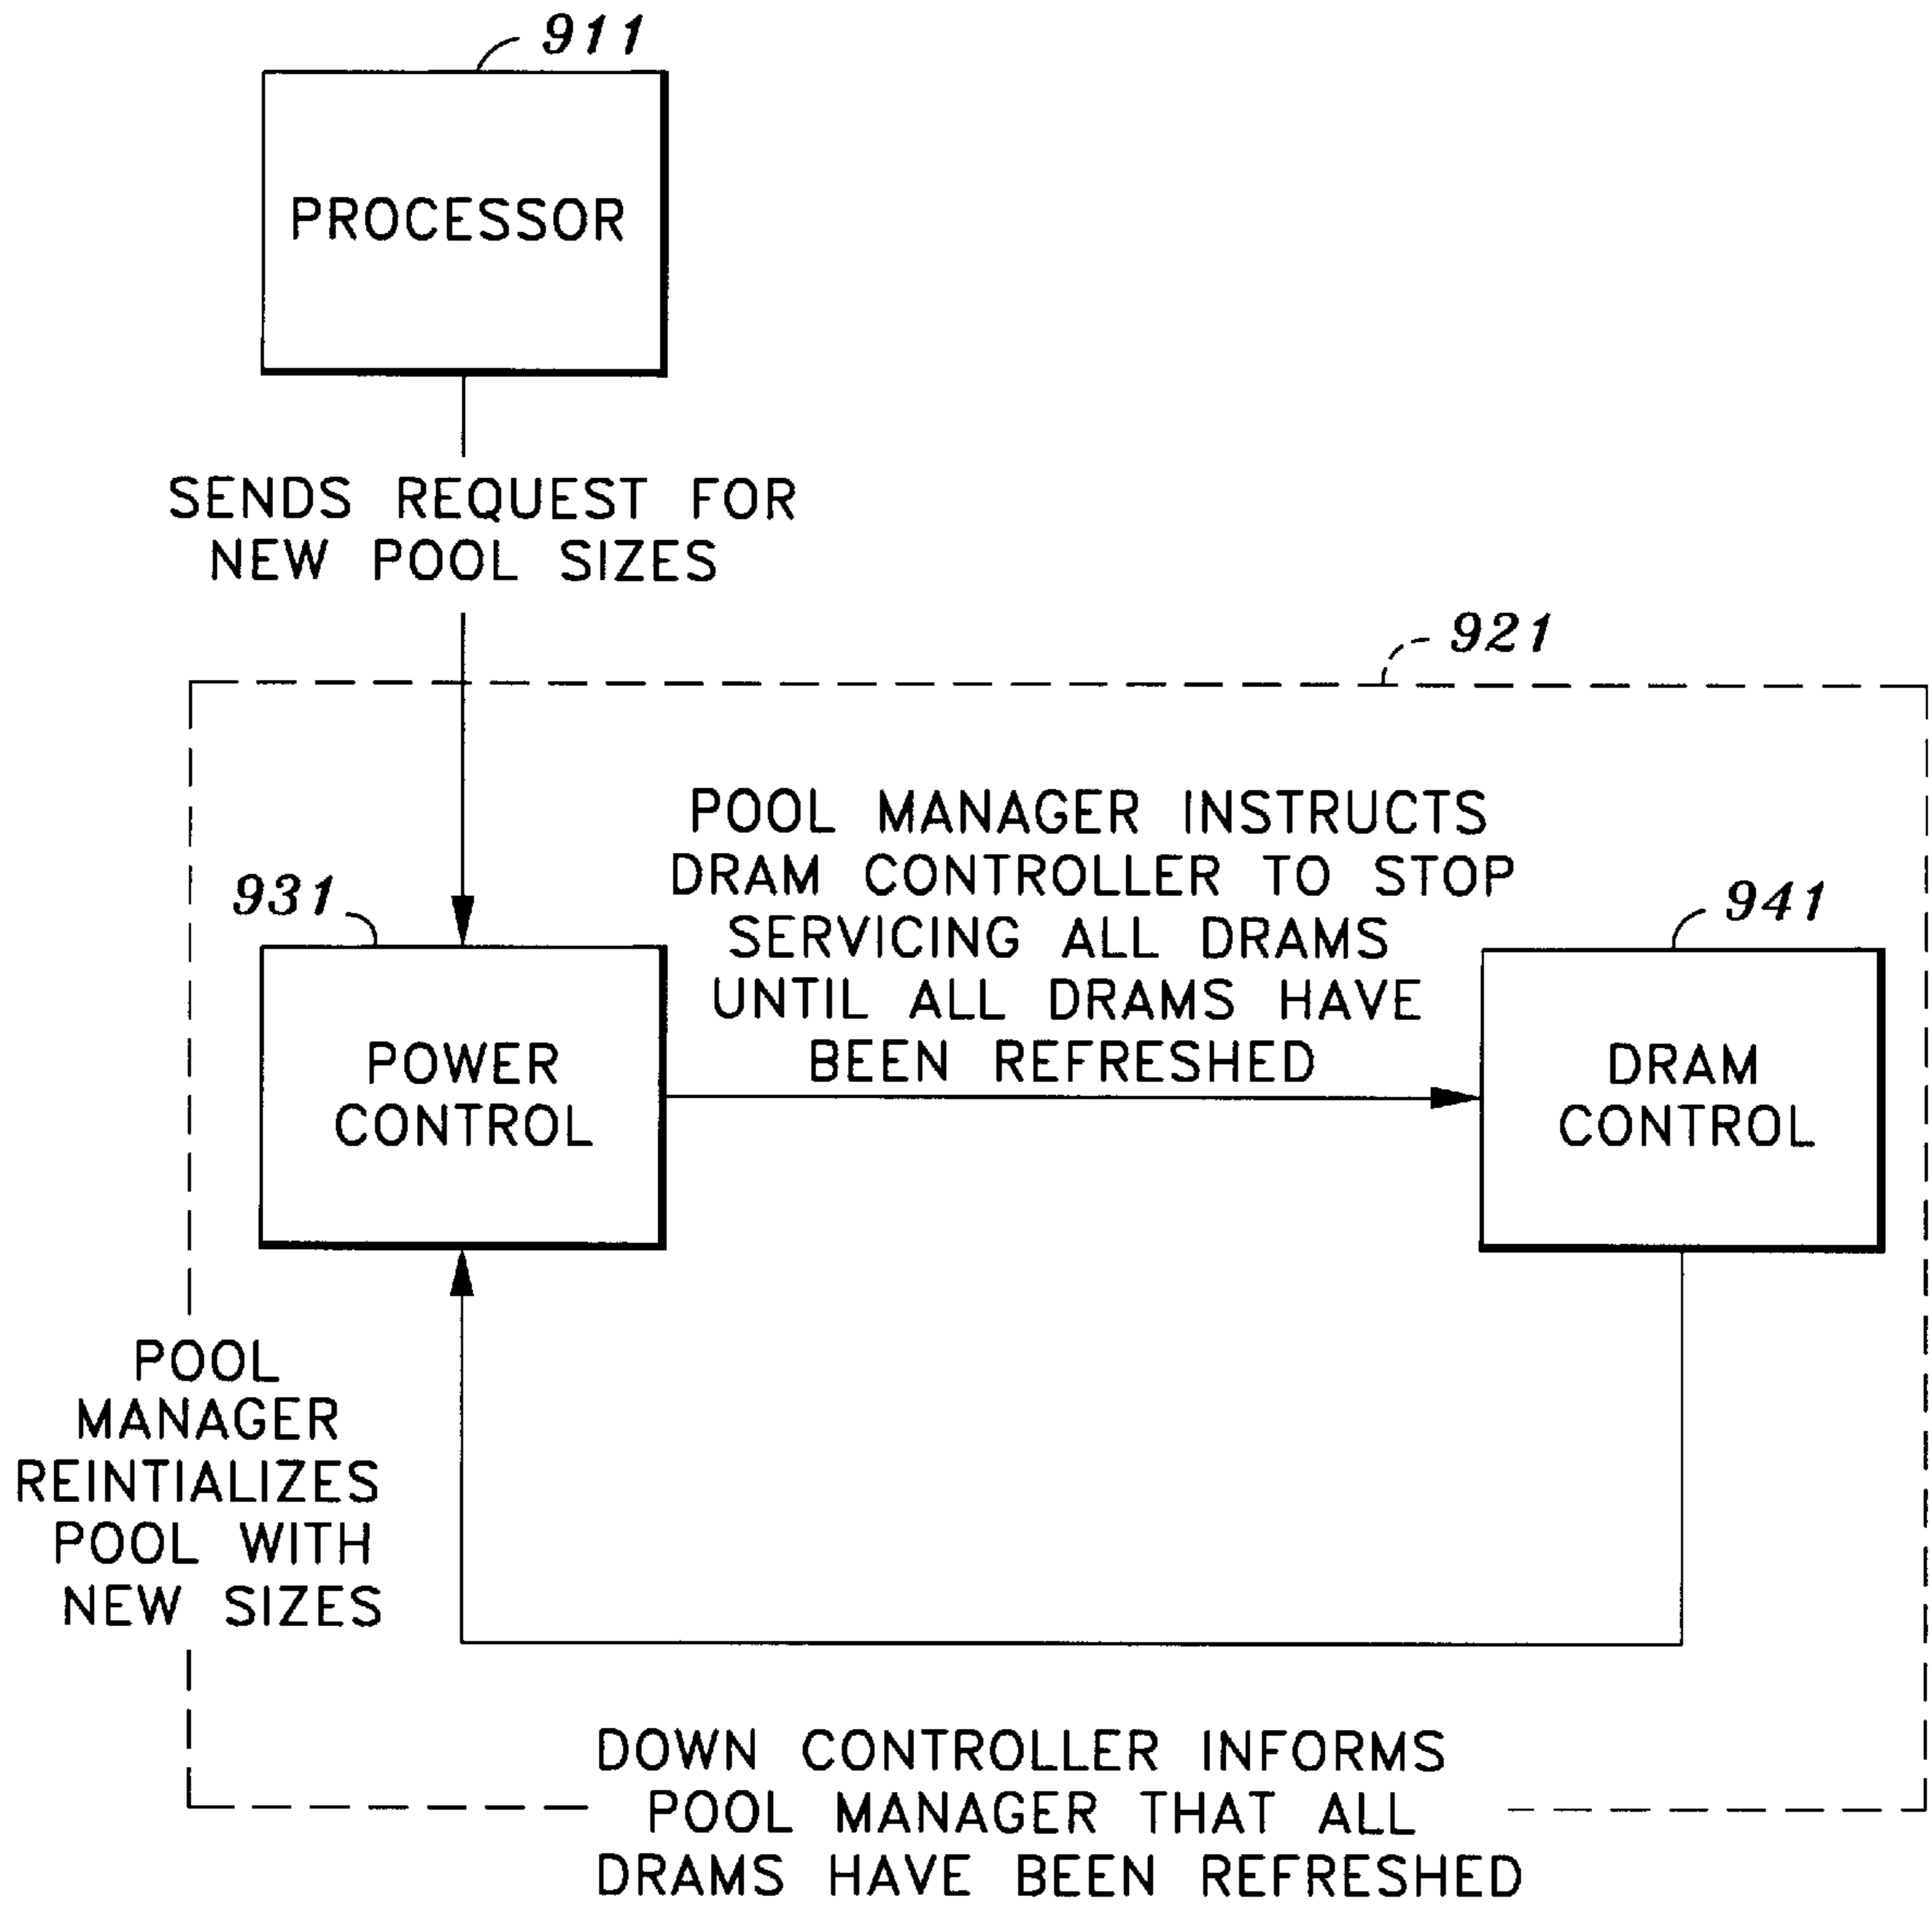 911
PROCESSOR
SENDS REQUEST FOR
NEW POOL SIZES
921
POOL MANAGER INSTRUCTS
DRAM CONTROLLER TO STOP
SERVICING ALL DRAMS
UNTIL ALL DRAMS HAVE
BEEN REFRESHED
931
POWER
CONTROL
941
DRAM
CONTROL
POOL
MANAGER
REINTIALIZES
POOL WITH
NEW SIZES
DOWN CONTROLLER INFORMS
POOL MANAGER THAT ALL
DRAMS HAVE BEEN REFRESHED